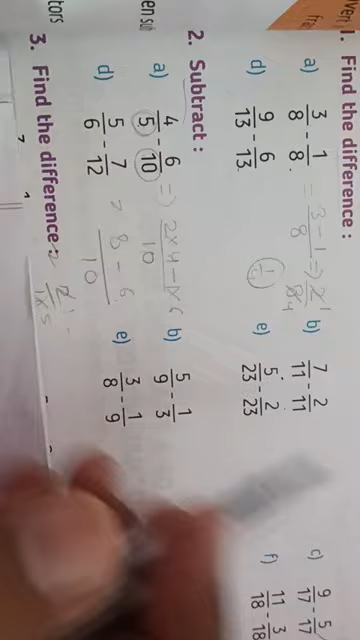 1. Find the difference :
a) 3/8 - 1/8 = 3-1/8 => 2/8 b) 7/11 - 2/11 c) 9/17 - 5/17
1/4
d) 9/13 - 6/13 e) 5/23 - 2/23 f) 11/18 - 3/18
2. Subtract :
a) 4/5 - 6/10 => 2x4-1x6/10 b) 5/9 - 1/3
8-6/10
d) 5/6 - 7/12 e) 3/8 - 1/9
3. Find the difference :